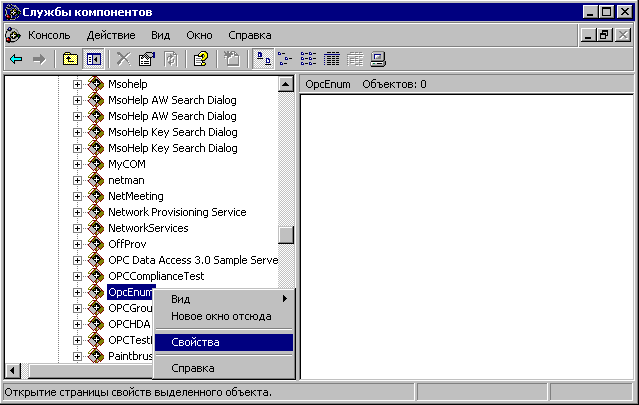 Службы компонентов
Консоль Действие Вид Окно Справка
OpcEnum Объектов: 0
Msohelp
MsoHelp AW Search Dialog
MsoHelp AW Search Dialog
MsoHelp Key Search Dialog
MsoHelp Key Search Dialog
MyCOM
netman
NetMeeting
Network Provisioning Service
NetworkServices
OffProv
OPC Data Access 3.0 Sample Serve
OPCComplianceTest
OpcEnum
OPCGrou
OPCHDA
OPCTest
Paintbrus
Вид
Новое окно отсюда
Свойства
Справка
Открытие страницы свойств выделенного объекта.